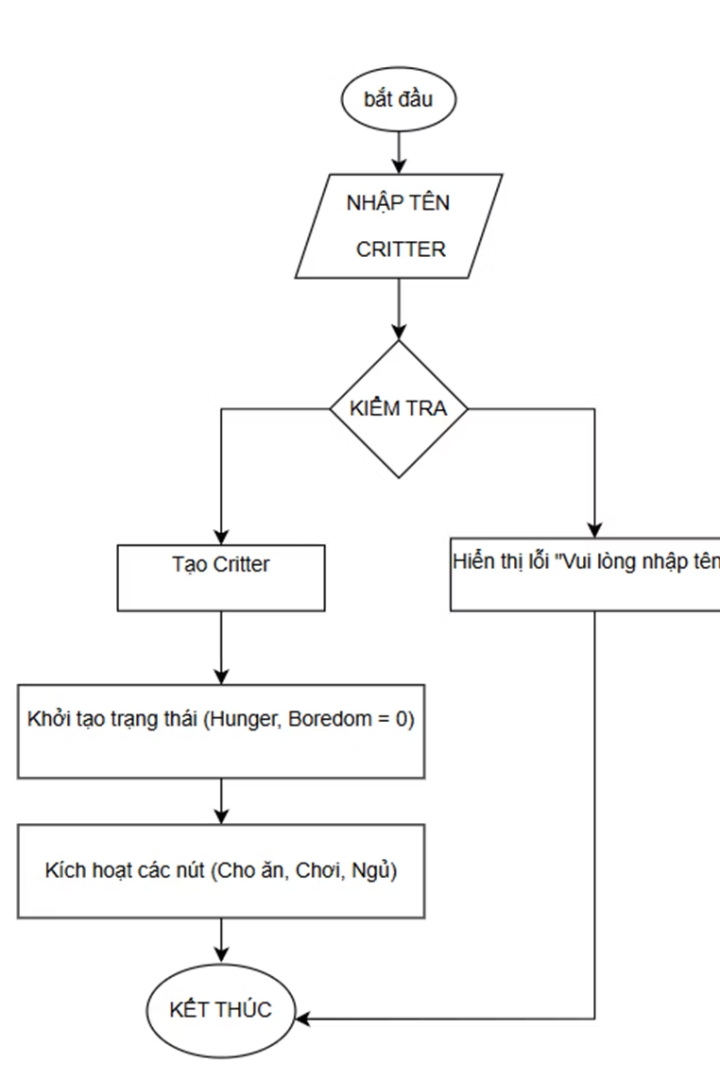 bắt đầu
NHẬP TÊN
CRITTER
KIỂM TRA
Tạo Critter
Hiển thị lỗi "Vui lòng nhập tên
Khởi tạo trạng thái (Hunger, Boredom = 0)
Kích hoạt các nút (Cho ăn, Chơi, Ngủ)
KẾT THÚC